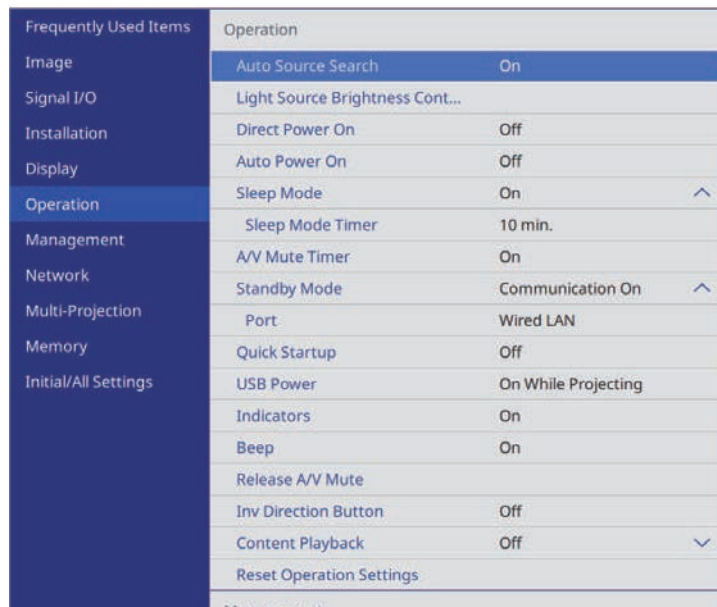 Frequently Used Items
Image
Signal I/O
Installation
Display
Operation
Management
Network
Multi-Projection
Memory
Initial/All Settings
Operation
Auto Source Search On
Light Source Brightness Cont...
Direct Power On Off
Auto Power On Off
Sleep Mode On
Sleep Mode Timer 10 min.
A/V Mute Timer On
Standby Mode Communication On
Port Wired LAN
Quick Startup Off
USB Power On While Projecting
Indicators On
Beep On
Release A/V Mute
Inv Direction Button Off
Content Playback Off
Reset Operation Settings